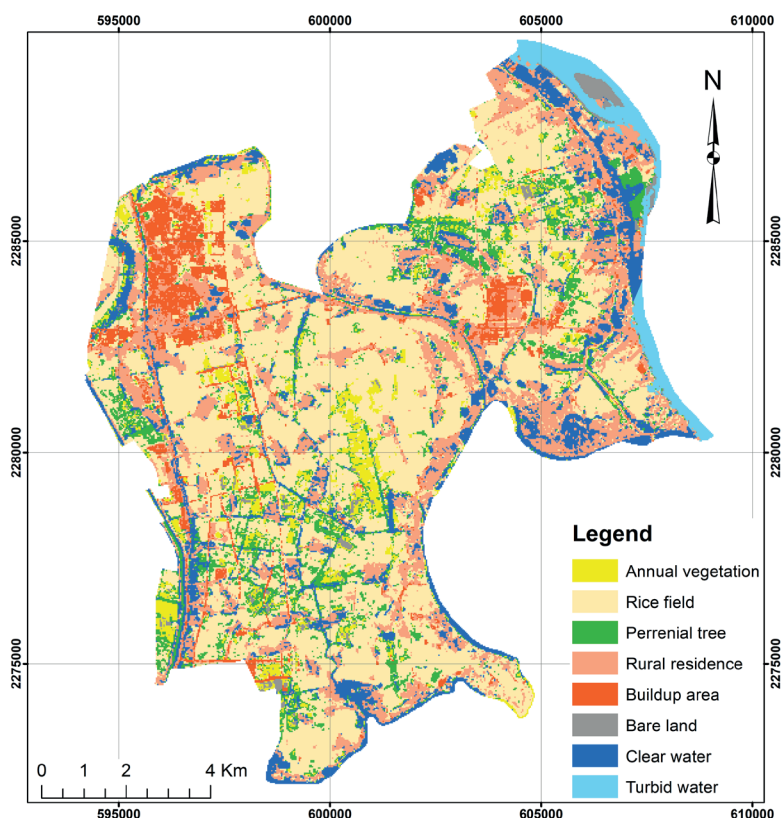 595000 600000 605000 610000
N
2285000 2285000
2280000 2280000
Legend
Annual vegetation
Rice field
Perrenial tree
2275000 2275000
Rural residence
Buildup area
Bare land
Clear water
Turbid water
0 1 2 4 Km
595000 600000 605000 610000